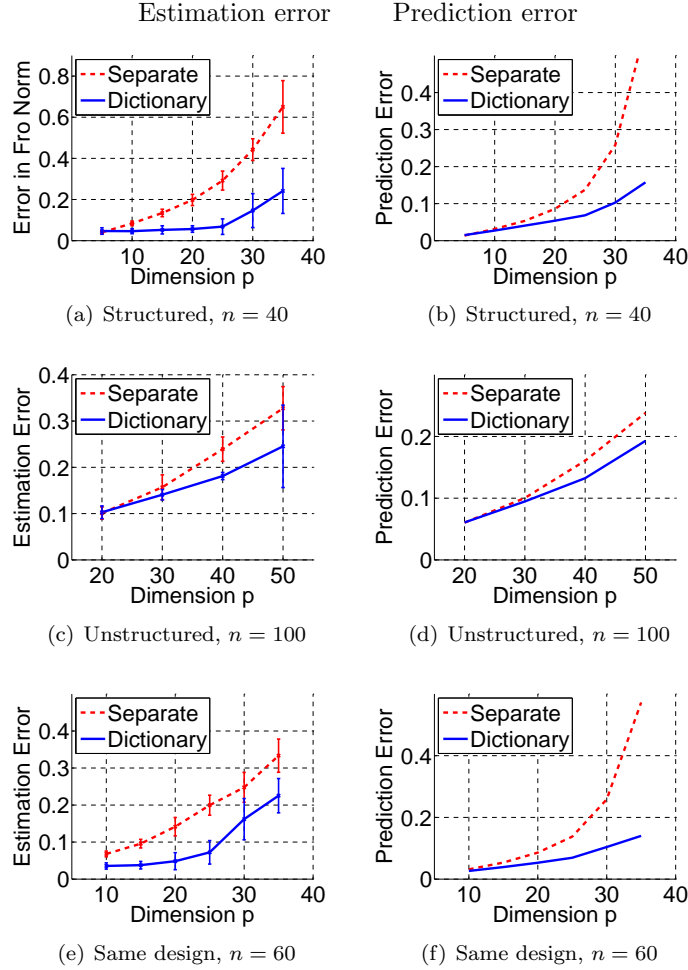 Estimation error Prediction error
Separate
Dictionary
0.8
0.6
0.4
0.2
0
Error in Fro Norm
0 10 20 30 40
Dimension p
(a) Structured, n = 40
Separate
Dictionary
0.4
0.3
0.2
0.1
0
Prediction Error
0 10 20 30 40
Dimension p
(b) Structured, n = 40
Separate
Dictionary
0.4
0.3
0.2
0.1
0
Estimation Error
20 30 40 50
Dimension p
(c) Unstructured, n = 100
Separate
Dictionary
0.2
0.1
0
Prediction Error
20 30 40 50
Dimension p
(d) Unstructured, n = 100
Separate
Dictionary
0.4
0.3
0.2
0.1
0
Estimation Error
10 20 30 40
Dimension p
(e) Same design, n = 60
Separate
Dictionary
0.4
0.2
0
Prediction Error
10 20 30 40
Dimension p
(f) Same design, n = 60